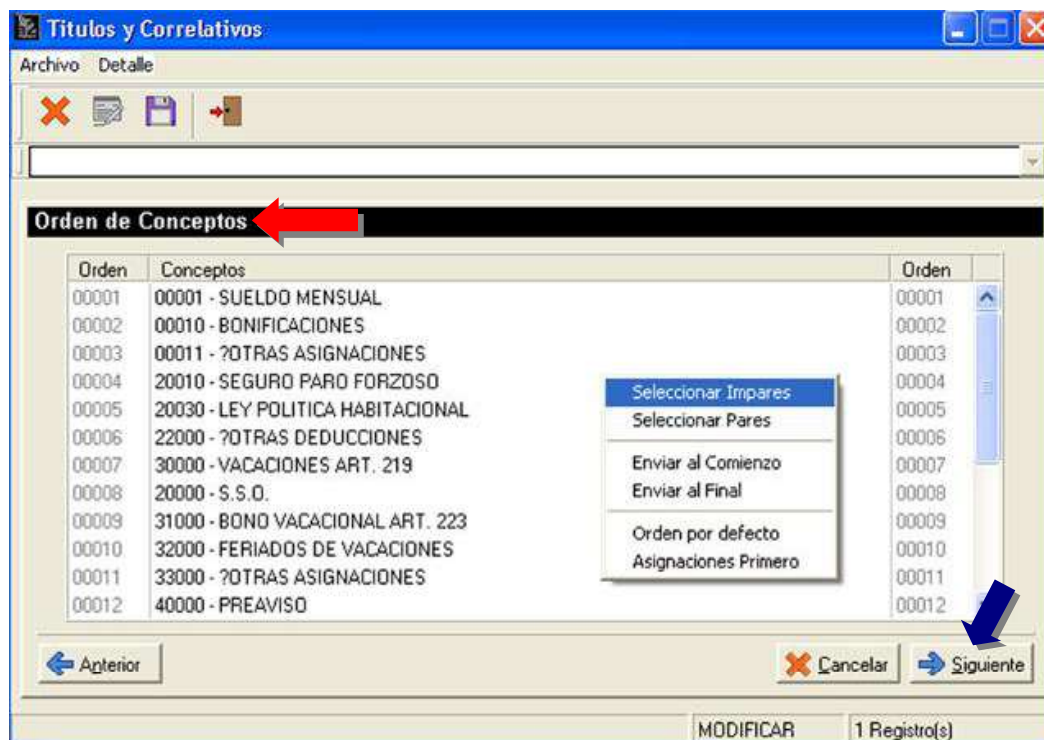 Titulos y Correlativos
Archivo Detalle
Orden de Conceptos
Orden Conceptos Orden
00001 00001 - SUELDO MENSUAL 00001
00002 00010 - BONIFICACIONES 00002
00003 00011 - ?OTRAS ASIGNACIONES 00003
00004 20010 - SEGURO PARO FORZOSO 00004
00005 20030 - LEY POLITICA HABITACIONAL 00005
00006 22000 - ?OTRAS DEDUCCIONES 00006
00007 30000 - VACACIONES ART. 219 00007
00008 20000 - S.S.O. 00008
00009 31000 - BONO VACACIONAL ART. 223 00009
00010 32000 - FERIADOS DE VACACIONES 00010
00011 33000 - ?OTRAS ASIGNACIONES 00011
00012 40000 - PREAVISO 00012
Seleccionar Impares
Seleccionar Pares
Enviar al Comienzo
Enviar al Final
Orden por defecto
Asignaciones Primero
Anterior Cancelar Siguiente
MODIFICAR 1 Registro(s)